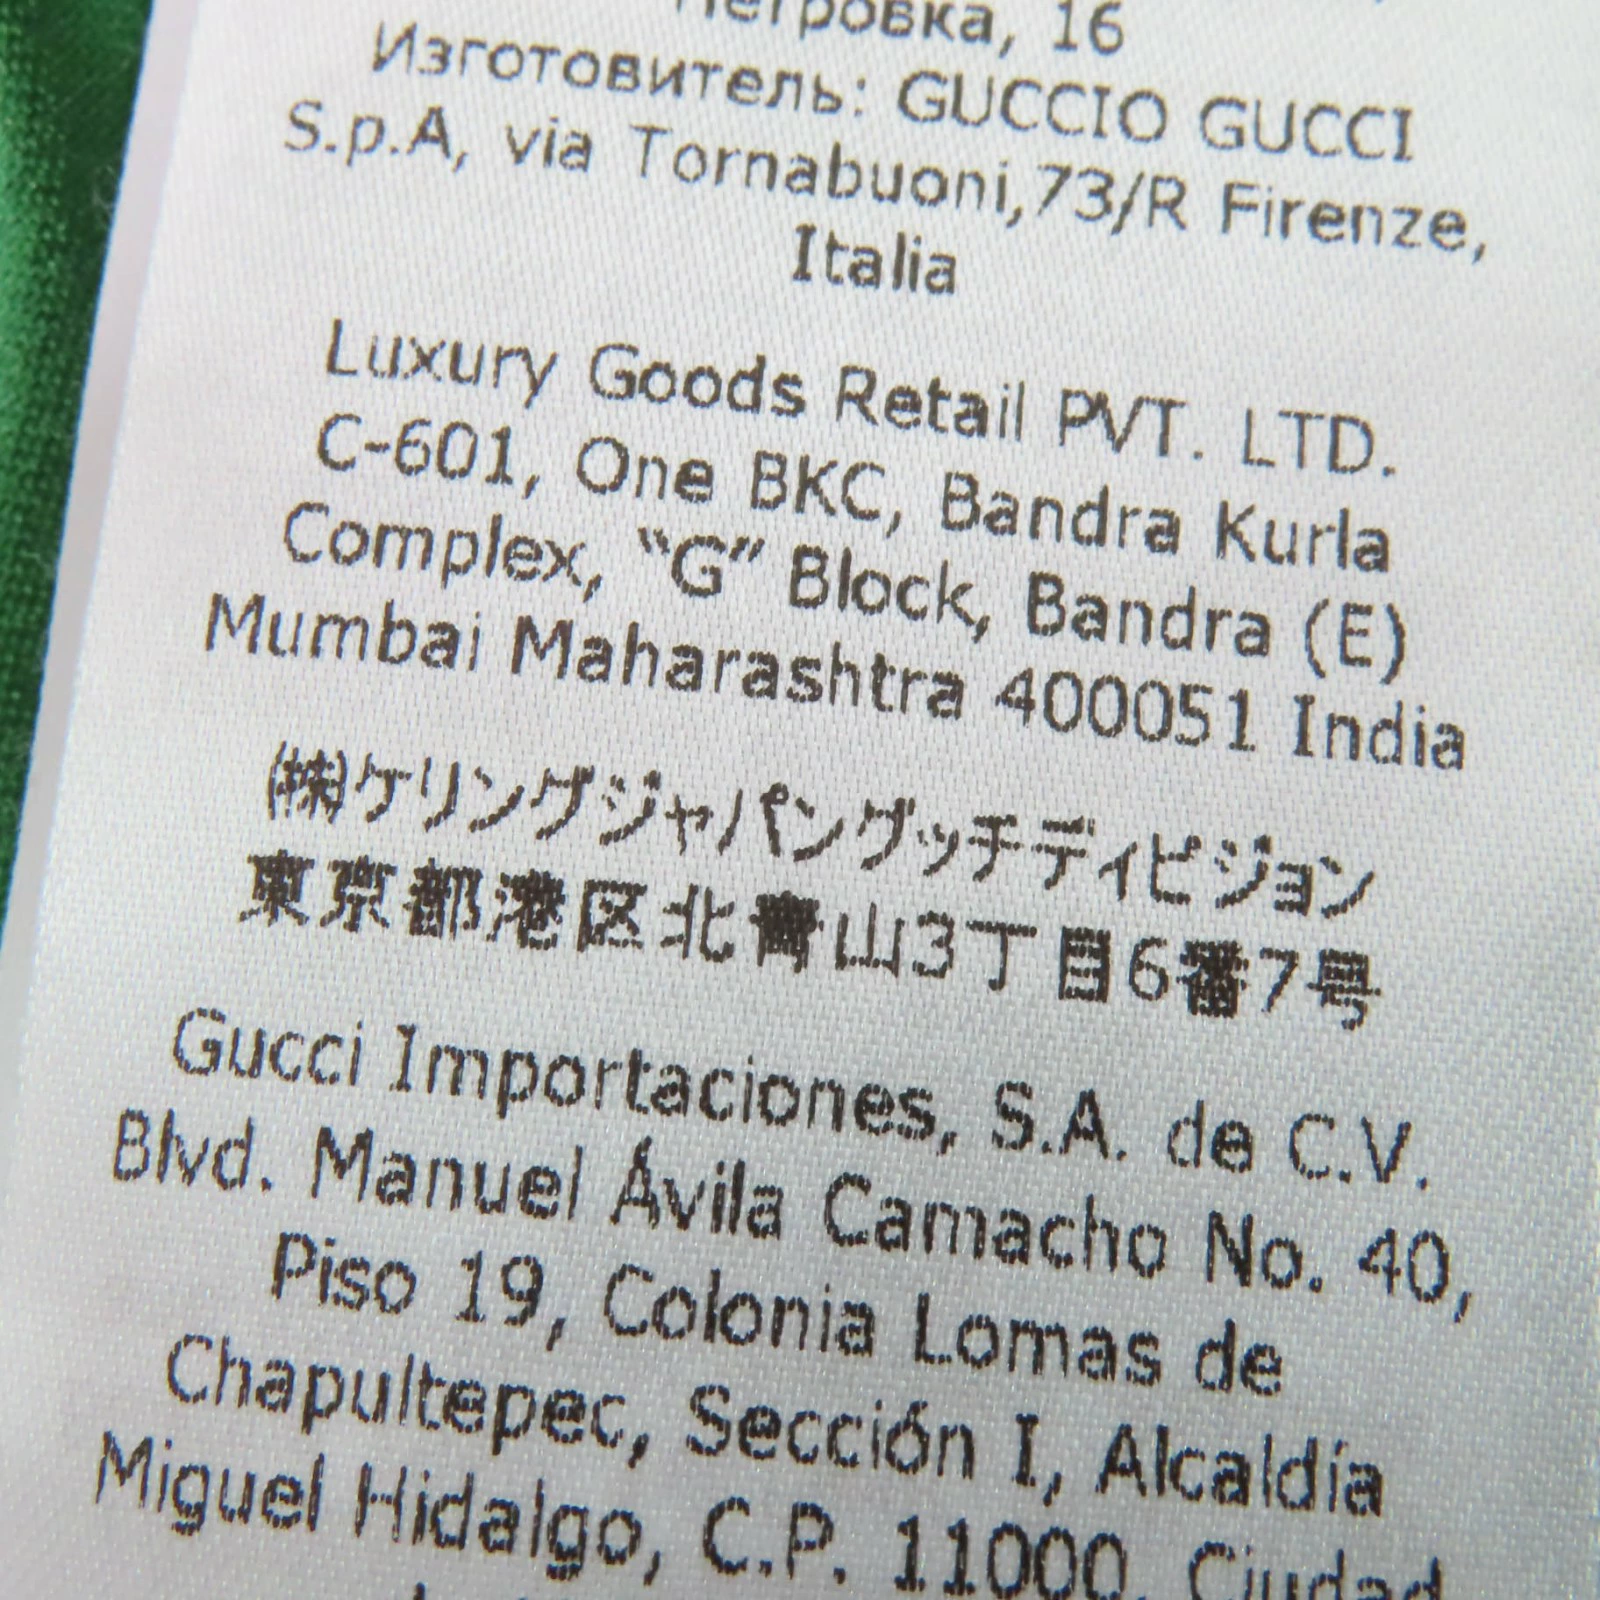 Петровка, 16
Изготовитель: GUCCIO GUCCI
S.p.A, via Tornabuoni,73/R Firenze,
Italia
Luxury Goods Retail PVT. LTD.
C-601, One BKC, Bandra Kurla
Complex, “G” Block, Bandra (E)
Mumbai Maharashtra 400051 India
㈱ケリングジャパングッチディビジョン
東京都港区北青山3丁目6番7号
Gucci Importaciones, S.A. de C.V.
Blvd. Manuel Ávila Camacho No. 40,
Piso 19, Colonia Lomas de
Chapultepec, Sección I, Alcaldía
Miguel Hidalgo, C.P. 11000, Ciudad